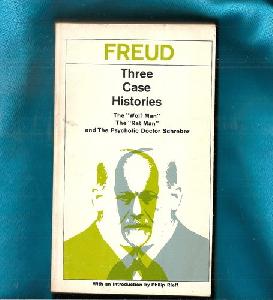 FREUD
Three
Case
Histories
The "Wolf Man"
The "Rat Man"
and The Psychotic Doctor Schreber
With an Introduction by Philip Rieff